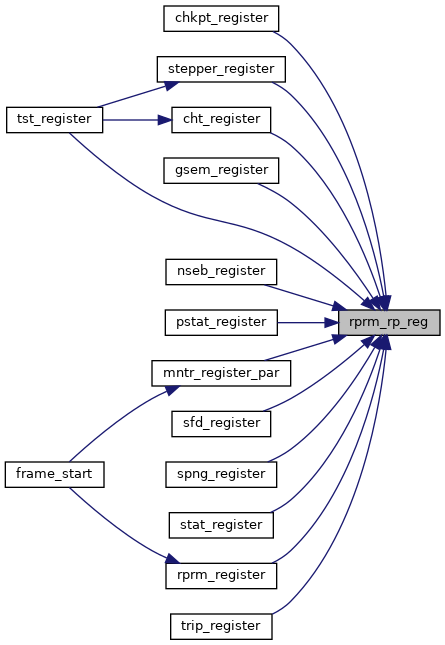 chkpt_register
stepper_register
tst_register
cht_register
gsem_register
nseb_register
pstat_register
rprm_rp_reg
mntr_register_par
sfd_register
frame_start
spng_register
stat_register
rprm_register
trip_register